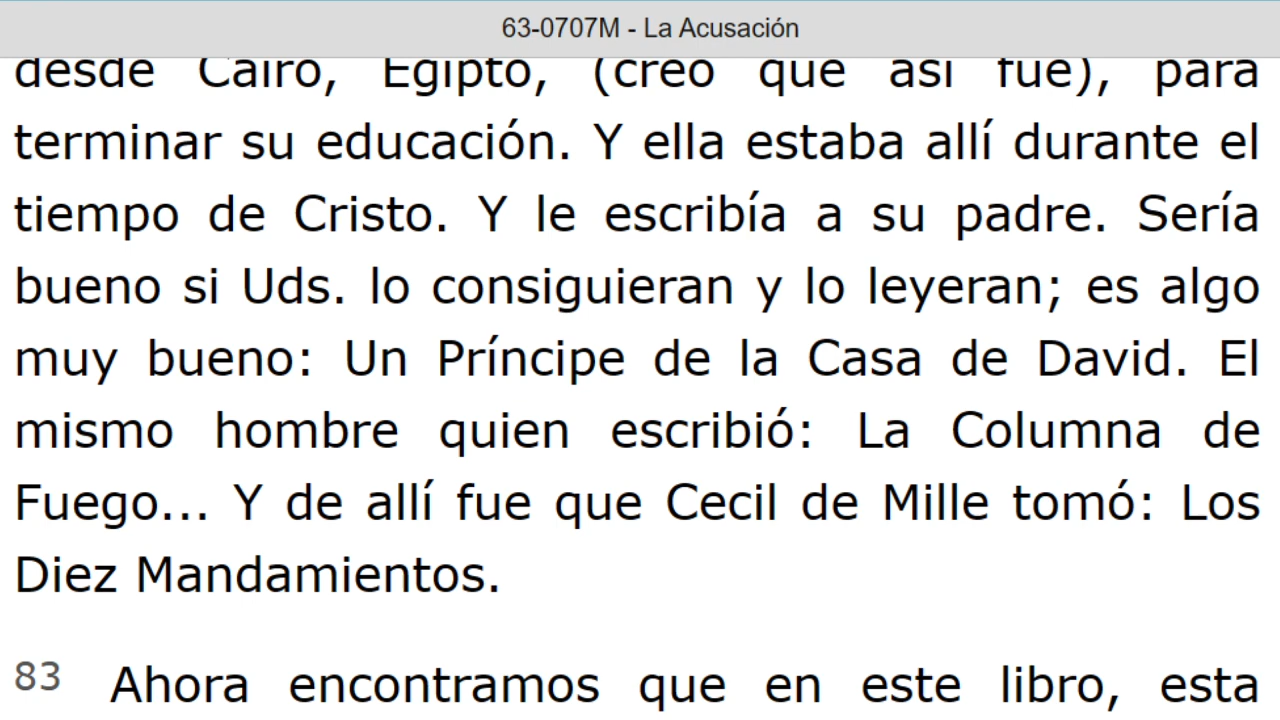 63-0707M - La Acusación
desde Cairo, Egipto, (creo que así fue), para
terminar su educación. Y ella estaba allí durante el
tiempo de Cristo. Y le escribía a su padre. Sería
bueno si Uds. lo consiguieran y lo leyeran; es algo
muy bueno: Un Príncipe de la Casa de David. El
mismo hombre quien escribió: La Columna de
Fuego... Y de allí fue que Cecil de Mille tomó: Los
Diez Mandamientos.
83 Ahora encontramos que en este libro, esta